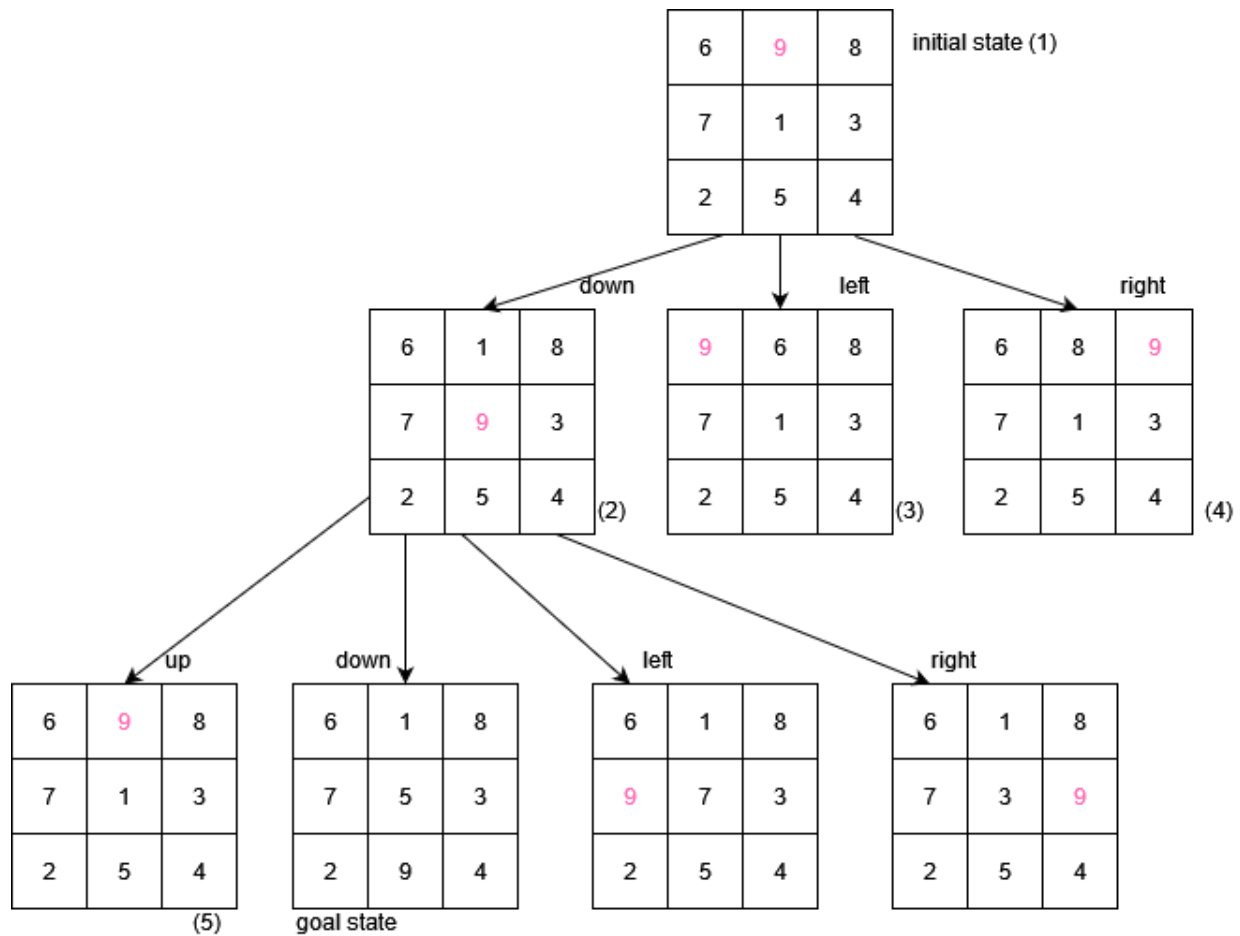 6 9 8 initial state (1)
7 1 3
2 5 4
down left right
6 1 8 9 6 8 6 8 9
7 9 3 7 1 3 7 1 3
2 5 4 (2) 2 5 4 (3) 2 5 4 (4)
up down left right
6 9 8 6 1 8 6 1 8 6 1 8
7 1 3 7 5 3 9 7 3 7 3 9
2 5 4 2 9 4 2 5 4 2 5 4
(5) goal state